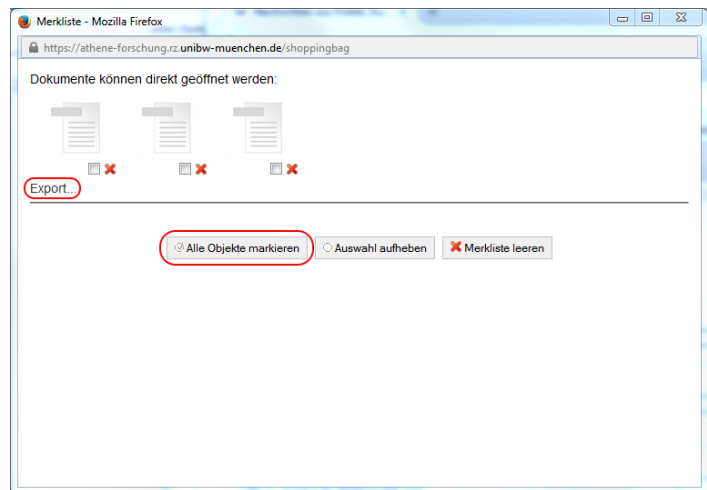 Merkliste - Mozilla Firefox
https://athene-forschung.rz.unibw-muenchen.de/shoppingbag
Dokumente können direkt geöffnet werden:
Export...
Alle Objekte markieren Auswahl aufheben Merkliste leeren